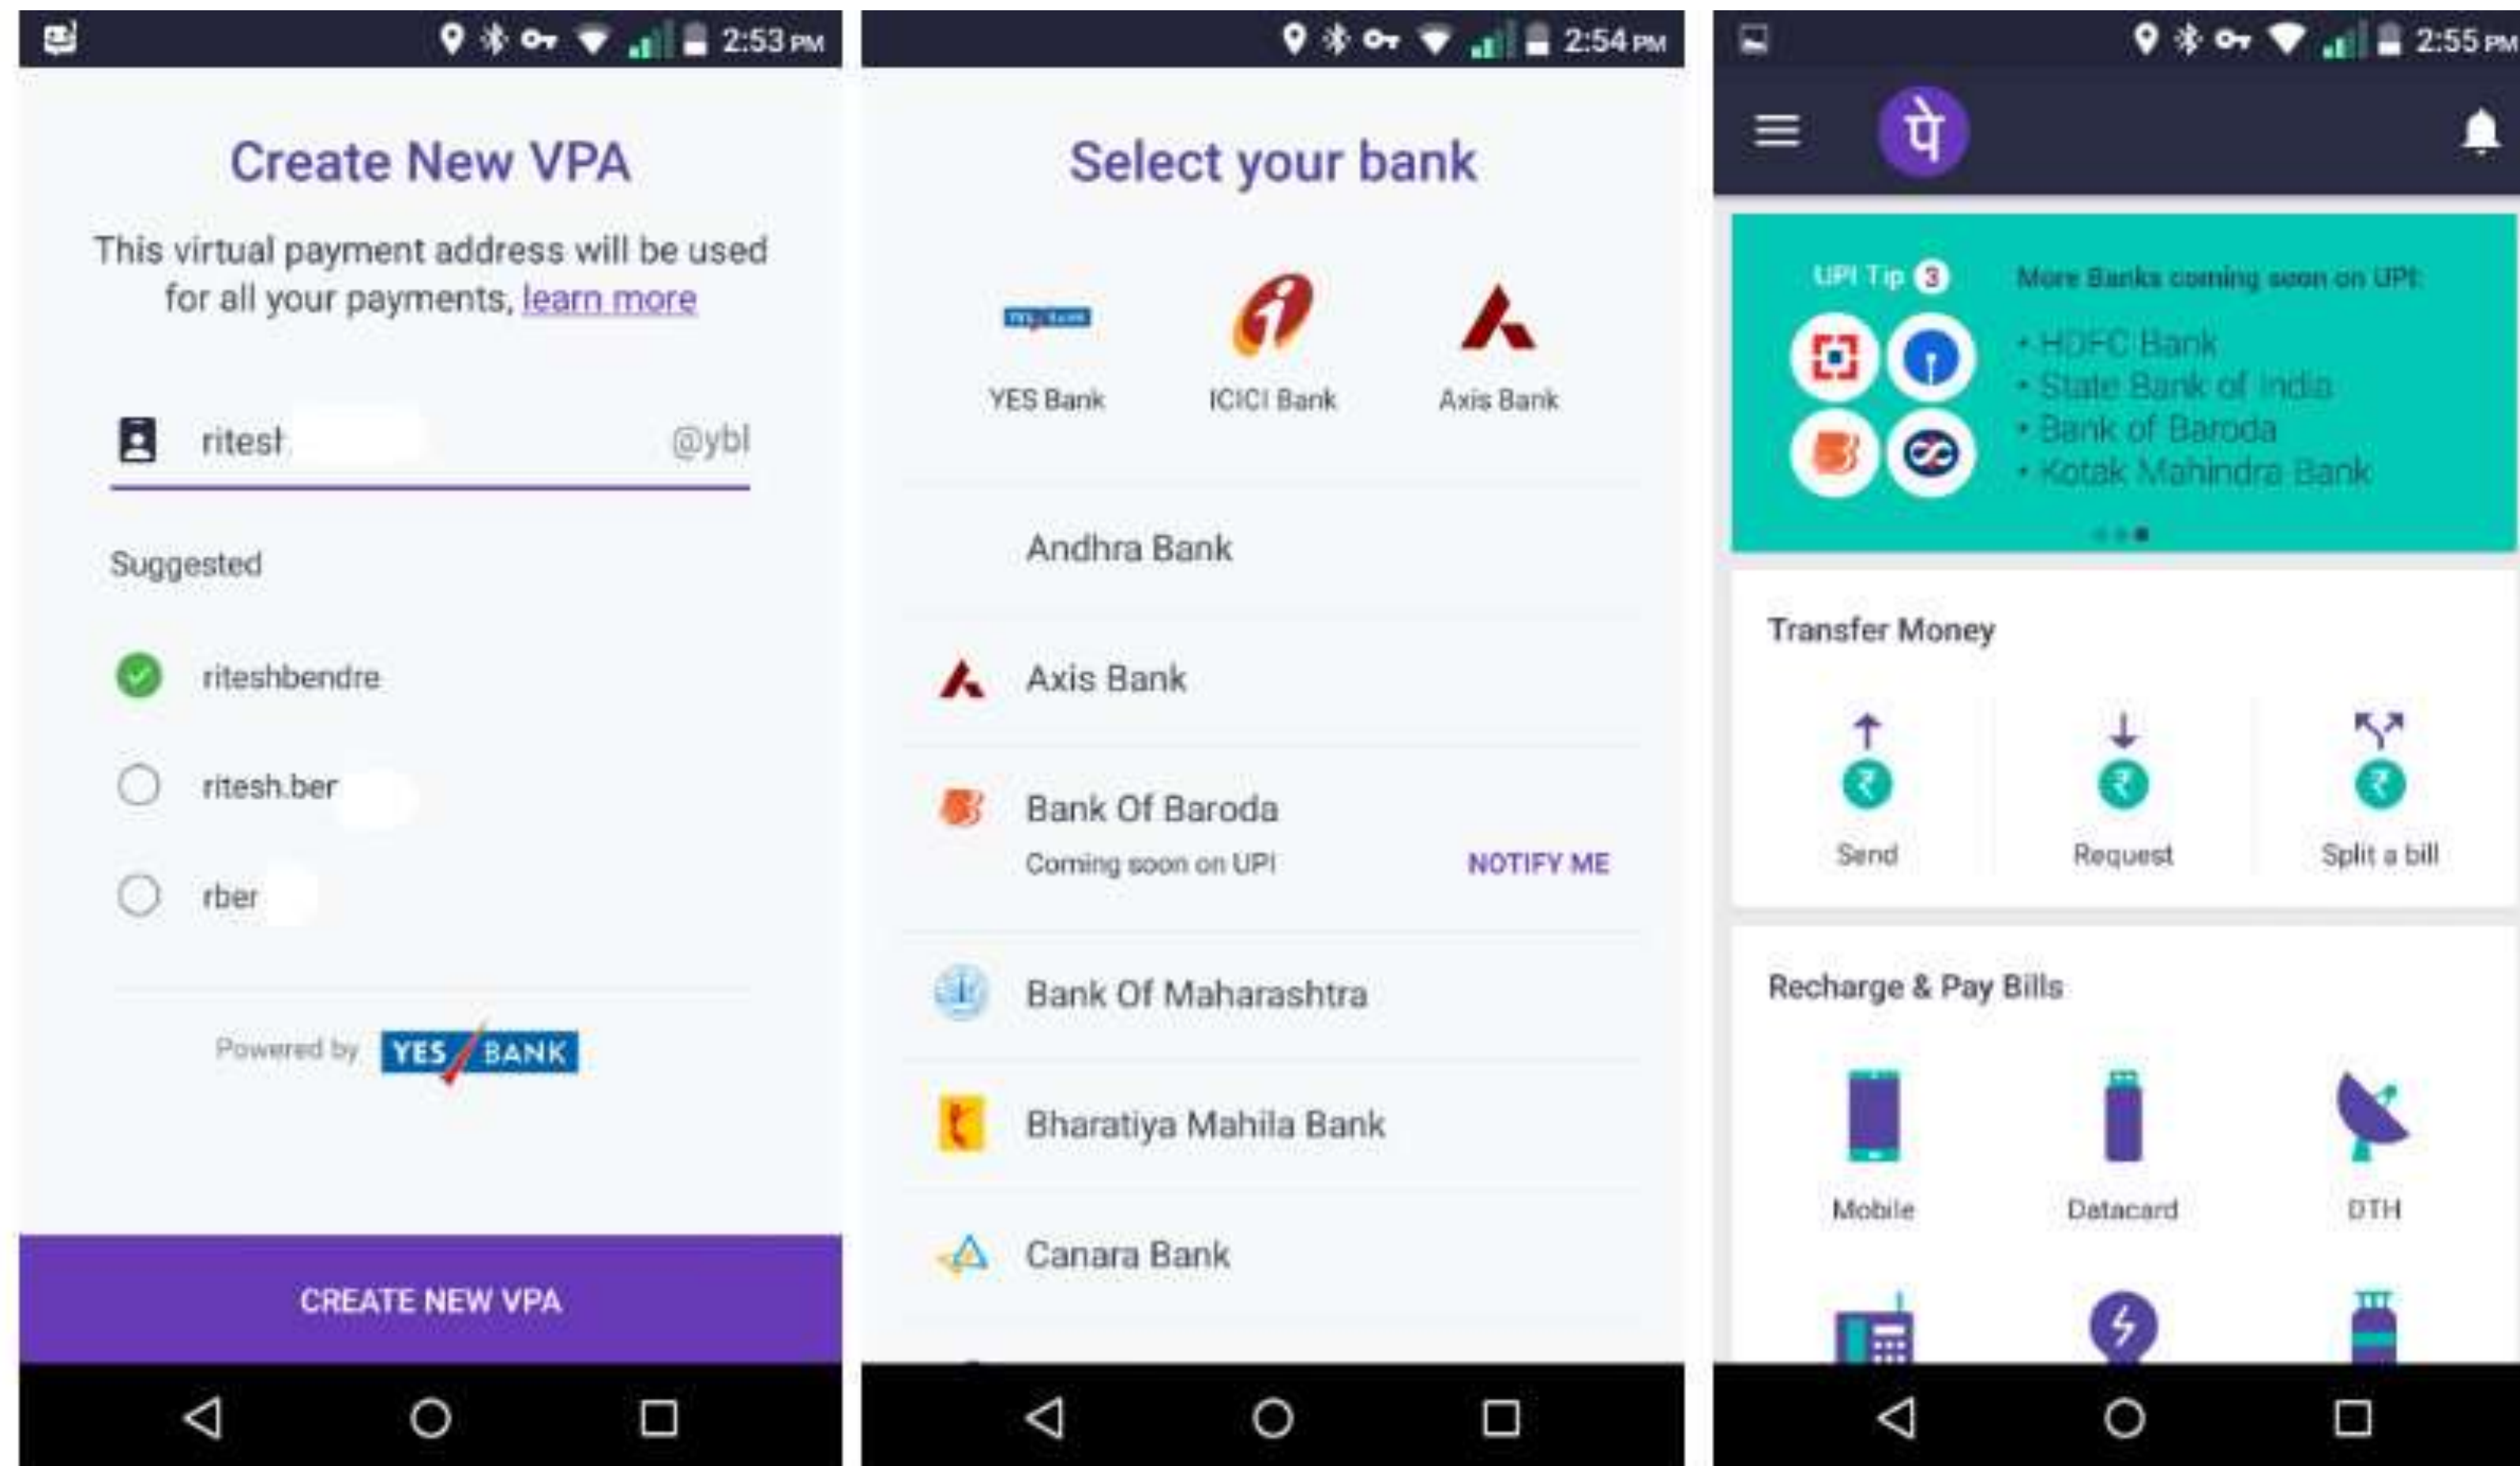 2:53 PM
Create New VPA
This virtual payment address will be used
for all your payments, learn more
ritesh @ybl
Suggested
riteshbendre
ritesh.ber
rber
Powered by YES BANK
CREATE NEW VPA
2:54 PM
Select your bank
YES BANK
YES Bank ICICI Bank Axis Bank
Andhra Bank
Axis Bank
Bank Of Baroda
Coming soon on UPI NOTIFY ME
Bank Of Maharashtra
Bharatiya Mahila Bank
Canara Bank
2:55 PM
पे
UPI Tip 3
More Banks coming soon on UPI:
• HDFC Bank
• State Bank of India
• Bank of Baroda
• Kotak Mahindra Bank
Transfer Money
Send Request Split a bill
Recharge & Pay Bills
Mobile Datacard DTH